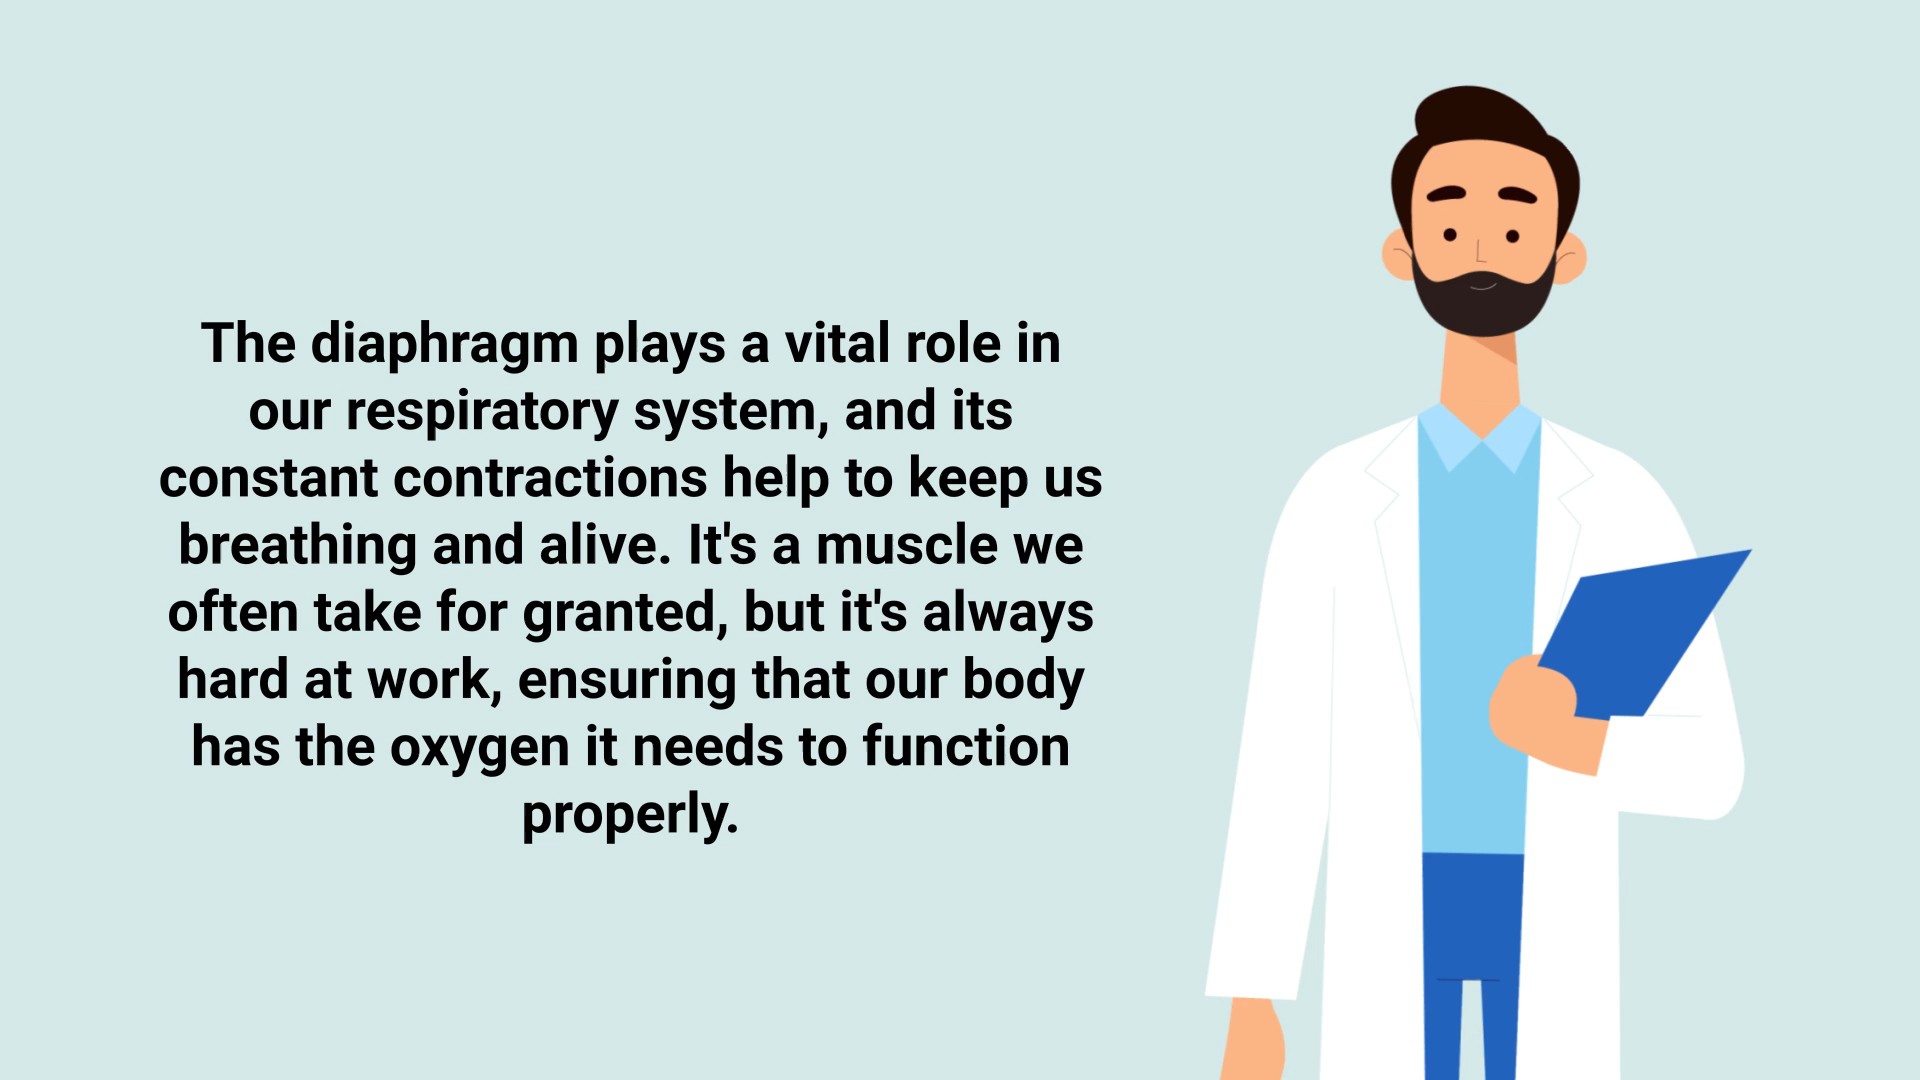 The diaphragm plays a vital role in
our respiratory system, and its
constant contractions help to keep us
breathing and alive. It's a muscle we
often take for granted, but it's always
hard at work, ensuring that our body
has the oxygen it needs to function
properly.